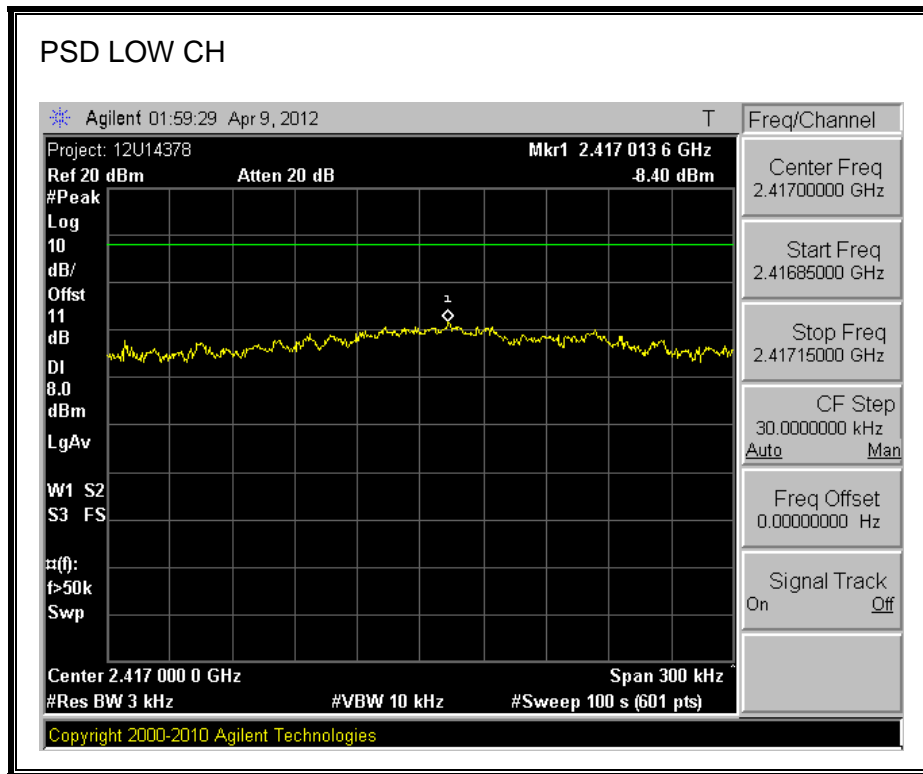 PSD LOW CH
Agilent 01:59:29 Apr 9, 2012 T
Project: 12U14378 Mkr1 2.417 013 6 GHz
Ref 20 dBm Atten 20 dB -8.40 dBm
#Peak
Log
10
dB/
Offst
11
dB
DI
8.0
dBm
LgAv
W1 S2
S3 FS
¤(f):
f>50k
Swp
1
Center 2.417 000 0 GHz Span 300 kHz
#Res BW 3 kHz #VBW 10 kHz #Sweep 100 s (601 pts)
Copyright 2000-2010 Agilent Technologies
Freq/Channel
Center Freq
2.41700000 GHz
Start Freq
2.41685000 GHz
Stop Freq
2.41715000 GHz
CF Step
30.0000000 kHz
Auto Man
Freq Offset
0.00000000 Hz
Signal Track
On Off